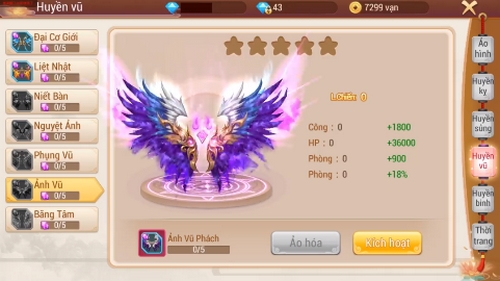 Huyền vũ
43
7299 vạn
Đại Cơ Giới
0/5
Liệt Nhật
0/5
Niết Bàn
0/5
Nguyệt Ảnh
0/5
Phụng Vũ
0/5
Ảnh Vũ
0/5
Băng Tâm
0/5
L.Chiến: 0
Công : 0 +1800
HP : 0 +36000
Phòng : 0 +900
Phòng : 0 +18%
Ảnh Vũ Phách
0/5
Ảo hóa
Kích hoạt
Ảo
hình
Huyền
kỵ
Huyền
sủng
Huyền
vũ
Huyền
binh
Thời
trang